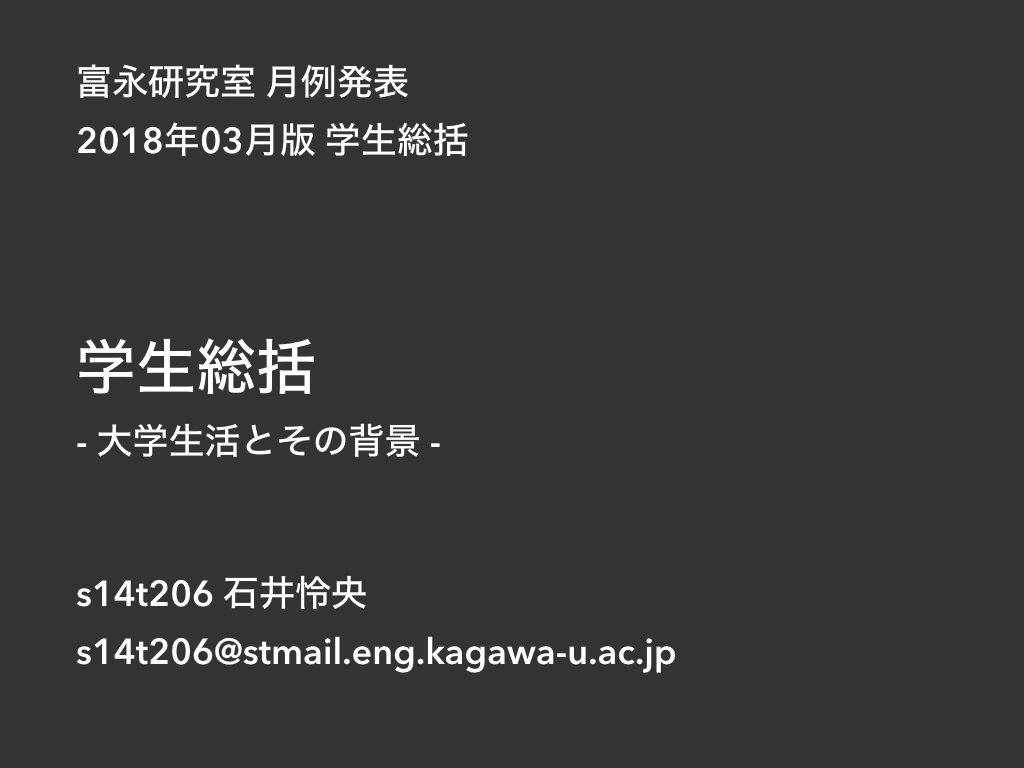 富永研究室 月例発表
2018年03月版 学生総括
学生総括
- 大学生活とその背景 -
s14t206 石井怜央
s14t206@stmail.eng.kagawa-u.ac.jp